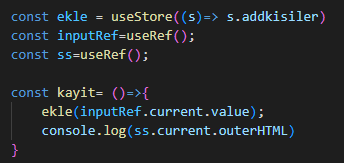 const ekle = useStore((s)=> s.addkisiler)
const inputRef=useRef();
const ss=useRef();
const kayit= ()=>{
ekle(inputRef.current.value);
console.log(ss.current.outerHTML)
}